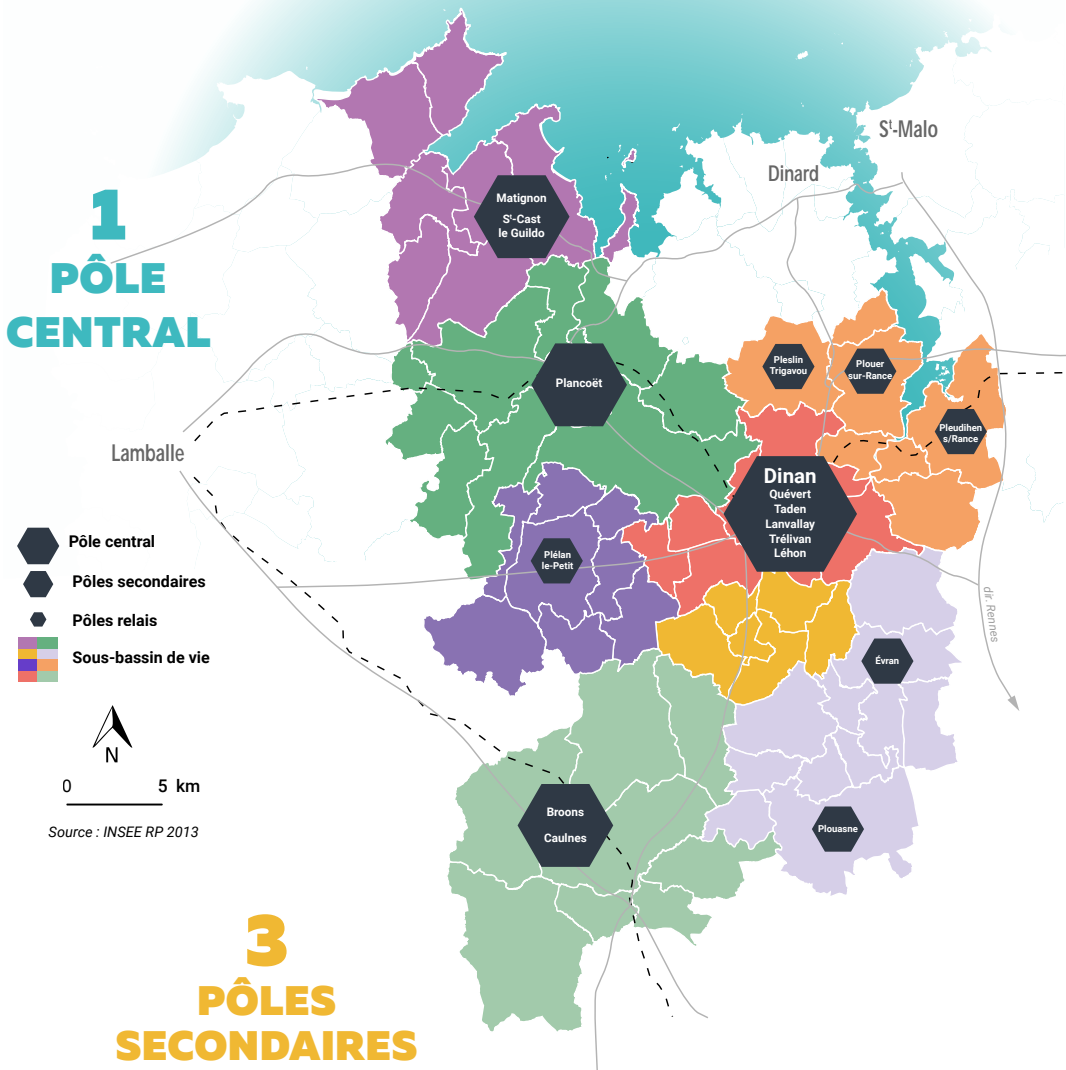 1
PÔLE
CENTRAL
Sᵗ-Malo
Dinard
Matignon
Sᵗ-Cast
le Guildo
Plancoët
Pleslin
Trigavou
Plouer
sur-Rance
Pleudihen
s/Rance
Lamballe
Dinan
Quévert
Taden
Lanvallay
Trélivan
Léhon
Plélan
le-Petit
Pôle central
Pôles secondaires
Pôles relais
Sous-bassin de vie
dir. Rennes
Évran
N
0 5 km
Source : INSEE RP 2013
Broons
Caulnes
Plouasne
3
PÔLES
SECONDAIRES